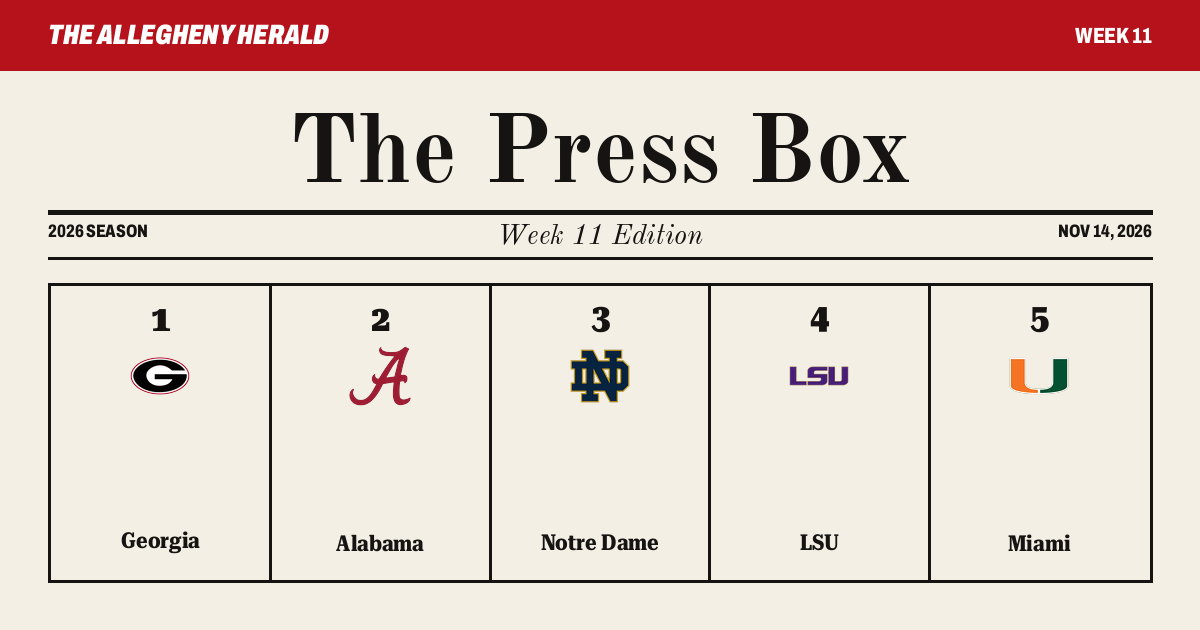 THE ALLEGHENY HERALD
WEEK 11
The Press Box
2026 SEASON
Week 11 Edition
NOV 14, 2026
1
2
3
4
5
G
A
ND
LSU
U
Georgia
Alabama
Notre Dame
LSU
Miami